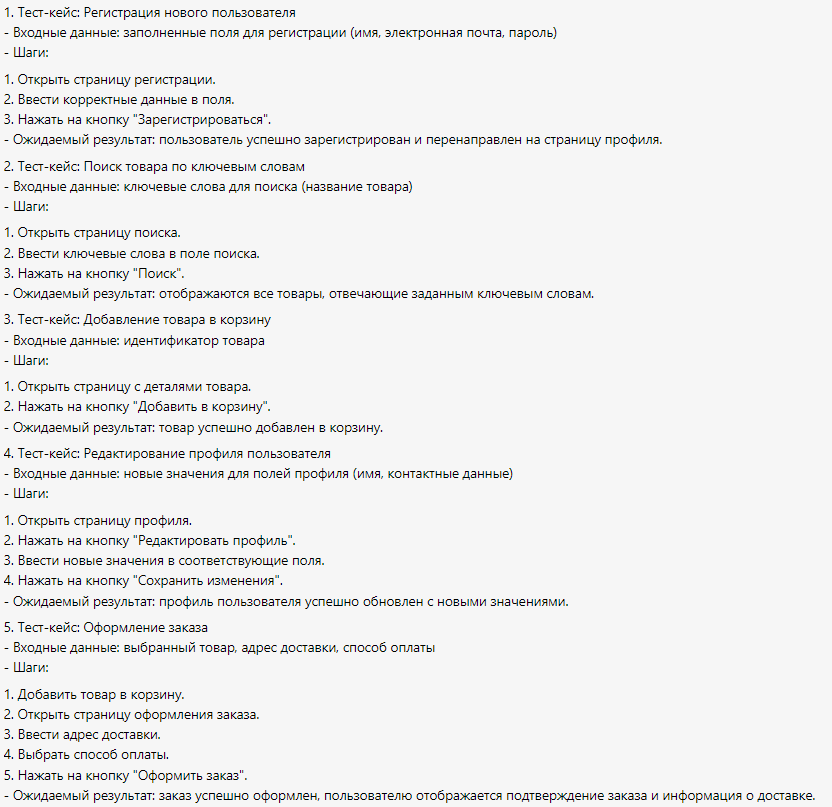 1. Тест-кейс: Регистрация нового пользователя
- Входные данные: заполненные поля для регистрации (имя, электронная почта, пароль)
- Шаги:
1. Открыть страницу регистрации.
2. Ввести корректные данные в поля.
3. Нажать на кнопку "Зарегистрироваться".
- Ожидаемый результат: пользователь успешно зарегистрирован и перенаправлен на страницу профиля.
2. Тест-кейс: Поиск товара по ключевым словам
- Входные данные: ключевые слова для поиска (название товара)
- Шаги:
1. Открыть страницу поиска.
2. Ввести ключевые слова в поле поиска.
3. Нажать на кнопку "Поиск".
- Ожидаемый результат: отображаются все товары, отвечающие заданным ключевым словам.
3. Тест-кейс: Добавление товара в корзину
- Входные данные: идентификатор товара
- Шаги:
1. Открыть страницу с деталями товара.
2. Нажать на кнопку "Добавить в корзину".
- Ожидаемый результат: товар успешно добавлен в корзину.
4. Тест-кейс: Редактирование профиля пользователя
- Входные данные: новые значения для полей профиля (имя, контактные данные)
- Шаги:
1. Открыть страницу профиля.
2. Нажать на кнопку "Редактировать профиль".
3. Ввести новые значения в соответствующие поля.
4. Нажать на кнопку "Сохранить изменения".
- Ожидаемый результат: профиль пользователя успешно обновлен с новыми значениями.
5. Тест-кейс: Оформление заказа
- Входные данные: выбранный товар, адрес доставки, способ оплаты
- Шаги:
1. Добавить товар в корзину.
2. Открыть страницу оформления заказа.
3. Ввести адрес доставки.
4. Выбрать способ оплаты.
5. Нажать на кнопку "Оформить заказ".
- Ожидаемый результат: заказ успешно оформлен, пользователю отображается подтверждение заказа и информация о доставке.